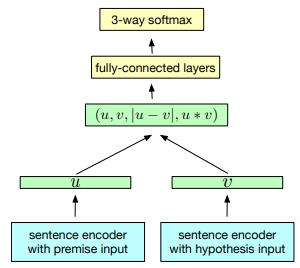 3-way softmax
fully-connected layers
(u, v, |u − v|, u ∗ v)
u
v
sentence encoder
with premise input
sentence encoder
with hypothesis input